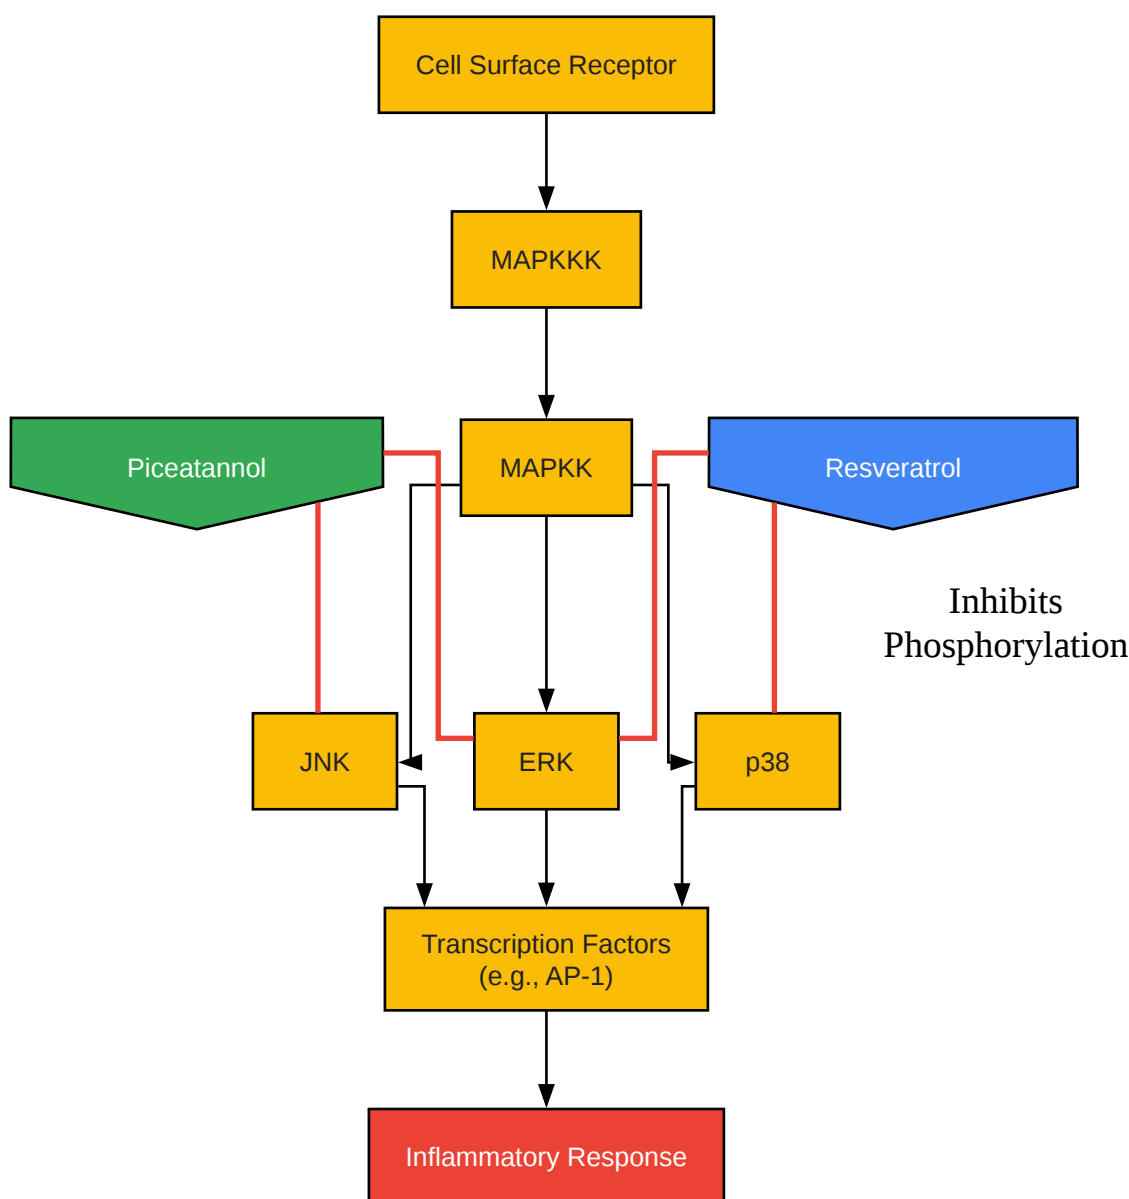 Cell Surface Receptor
MAPKKK
Piceatannol
MAPKK
Resveratrol
Inhibits
Phosphorylation
JNK
ERK
p38
Transcription Factors
(e.g., AP-1)
Inflammatory Response